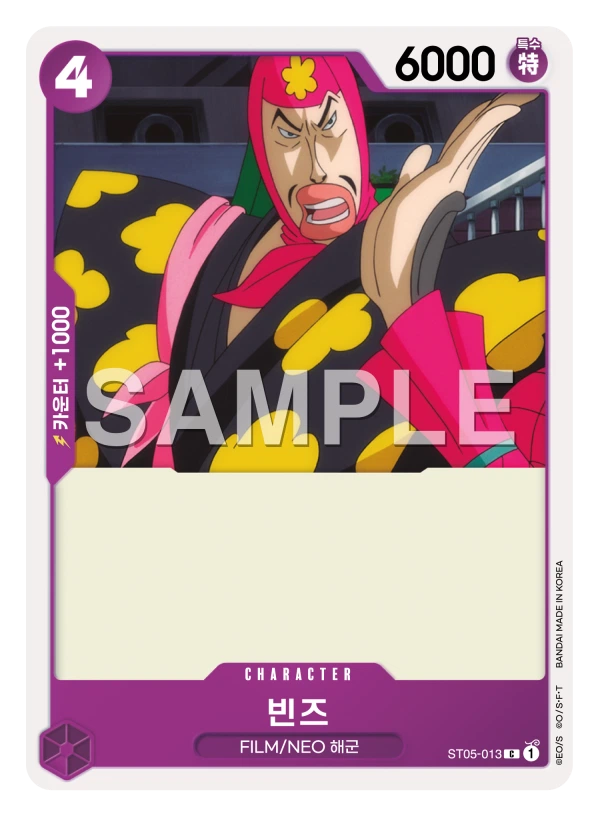 4
6000
특수
特
⚡카운터 +1000
SAMPLE
CHARACTER
빈즈
FILM/NEO 해군
ST05-013 C 1
©EO/S ©O/S·F·T BANDAI MADE IN KOREA